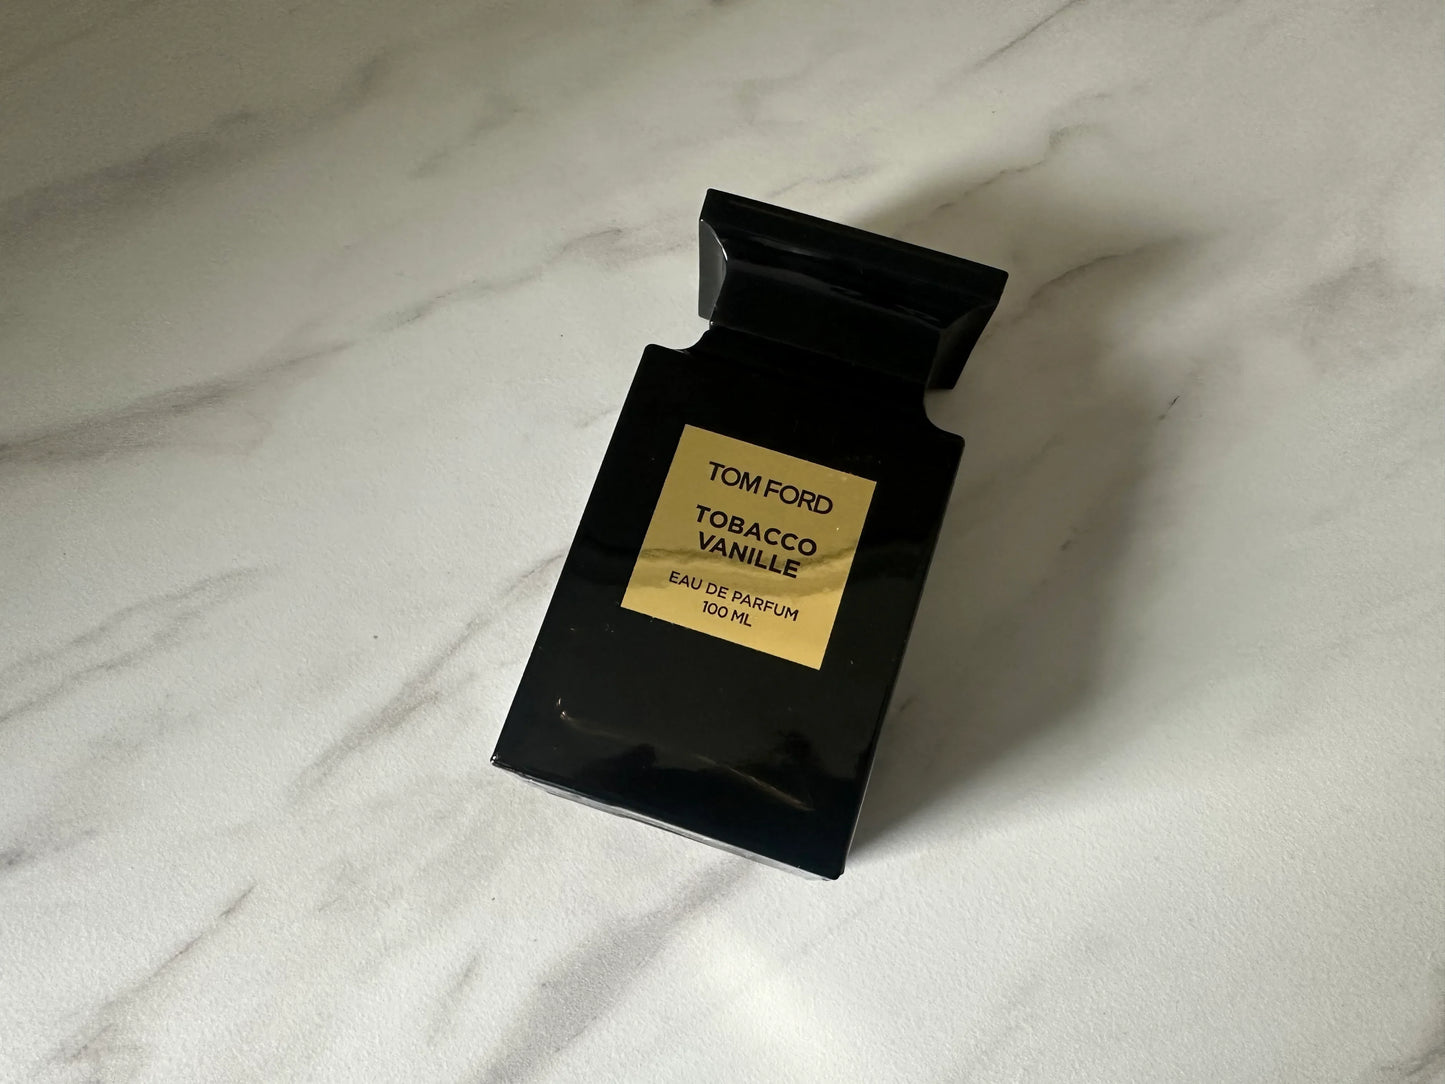 TOM FORD
TOBACCO
VANILLE
EAU DE PARFUM
100 ML